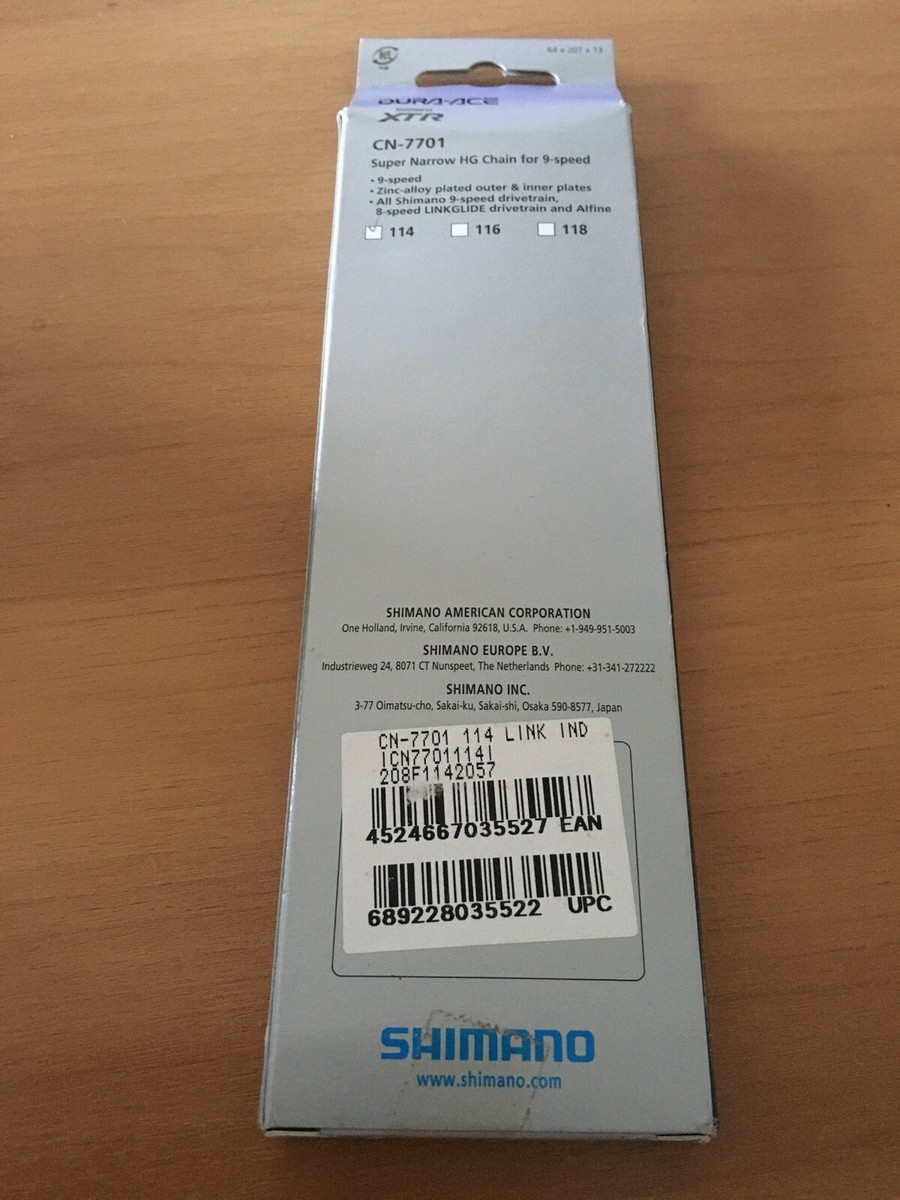 64 x 207 x 13
DURA-ACE
SHIMANO
XTR
CN-7701
Super Narrow HG Chain for 9-speed
• 9-speed
• Zinc-alloy plated outer & inner plates
• All Shimano 9-speed drivetrain,
8-speed LINKGLIDE drivetrain and Alfine
114 116 118
SHIMANO AMERICAN CORPORATION
One Holland, Irvine, California 92618, U.S.A. Phone: +1-949-951-5003
SHIMANO EUROPE B.V.
Industrieweg 24, 8071 CT Nunspeet, The Netherlands Phone: +31-341-272222
SHIMANO INC.
3-77 Oimatsu-cho, Sakai-ku, Sakai-shi, Osaka 590-8577, Japan
CN-7701 114 LINK IND
ICN7701114I
208F1142057
4524667035527 EAN
689228035522 UPC
SHIMANO
www.shimano.com